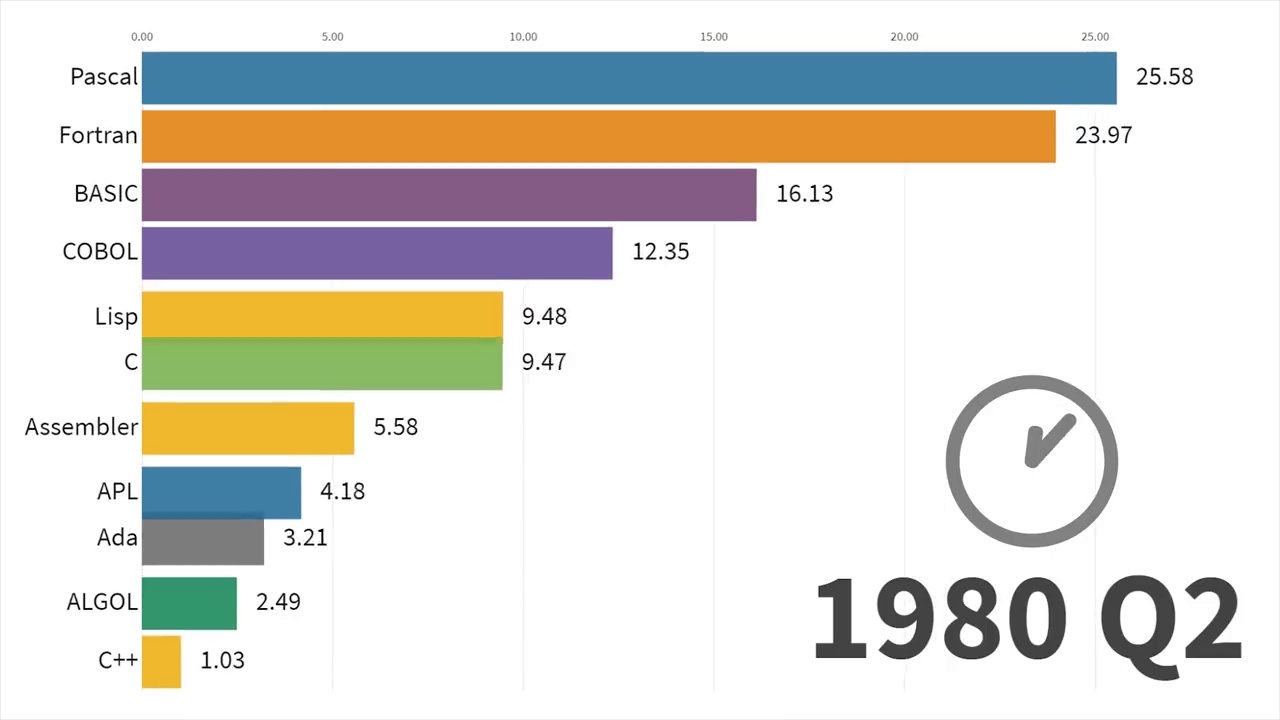 0.00 5.00 10.00 15.00 20.00 25.00
Pascal 25.58
Fortran 23.97
BASIC 16.13
COBOL 12.35
Lisp 9.48
C 9.47
Assembler 5.58
APL 4.18
Ada 3.21
ALGOL 2.49
C++ 1.03
1980 Q2